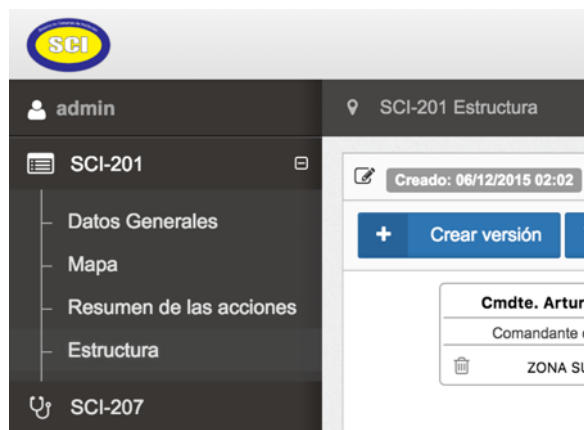 SCI
admin
SCI-201 Estructura
SCI-201
Creado: 06/12/2015 02:02
Datos Generales
Crear versión
Mapa
Resumen de las acciones
Cmdte. Artur
Comandante
Estructura
ZONA SU
SCI-207